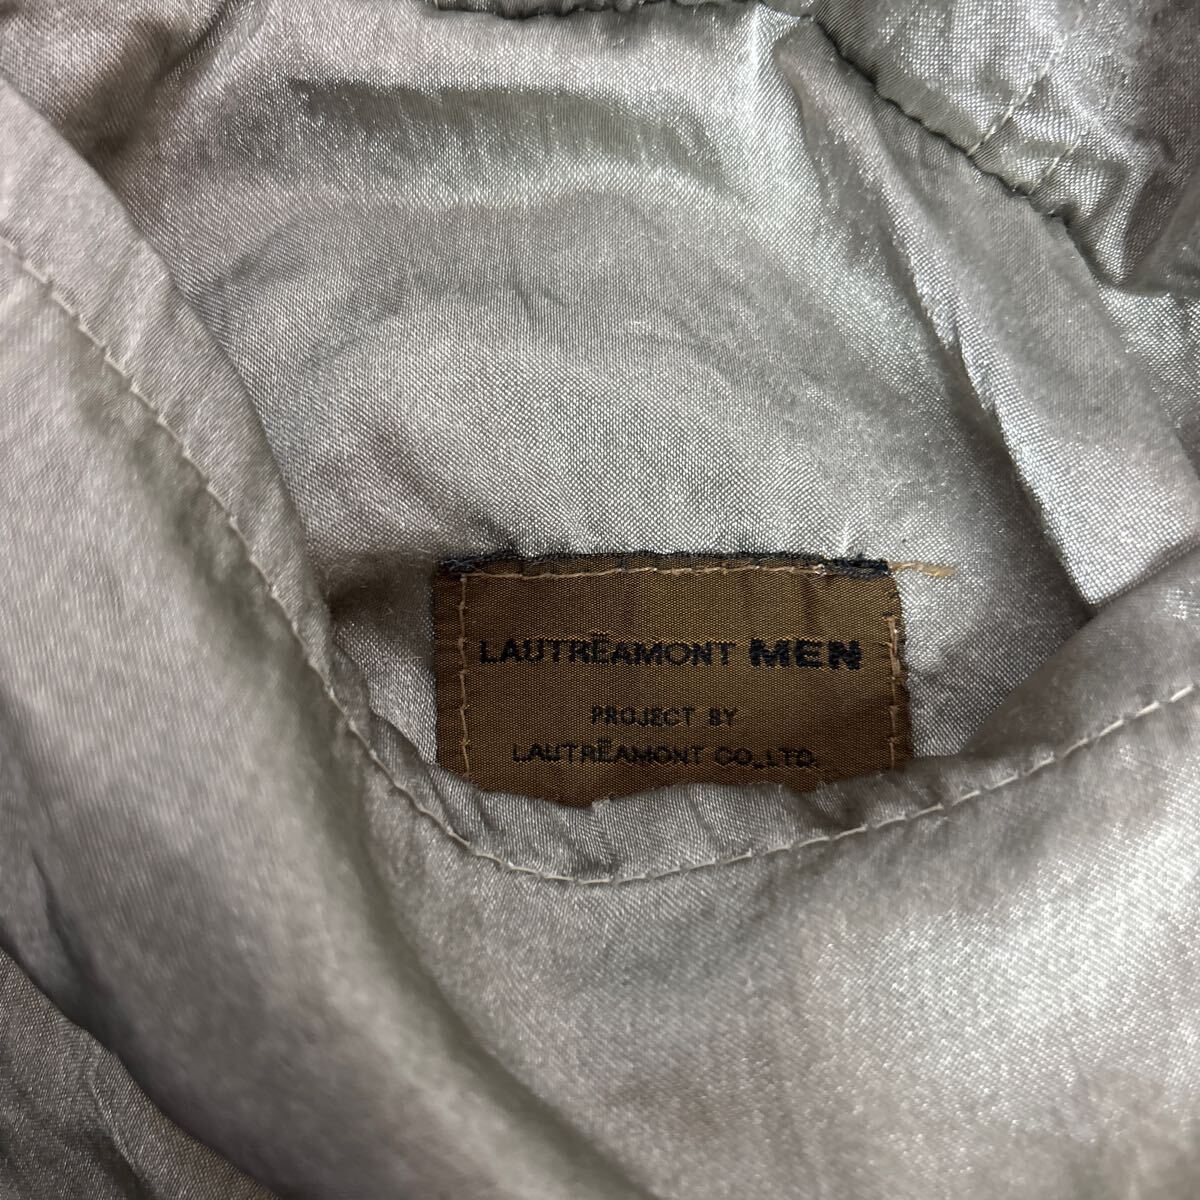 LAUTRĒAMONT MEN
PROJECT BY
LAUTRĒAMONT CO.,LTD.